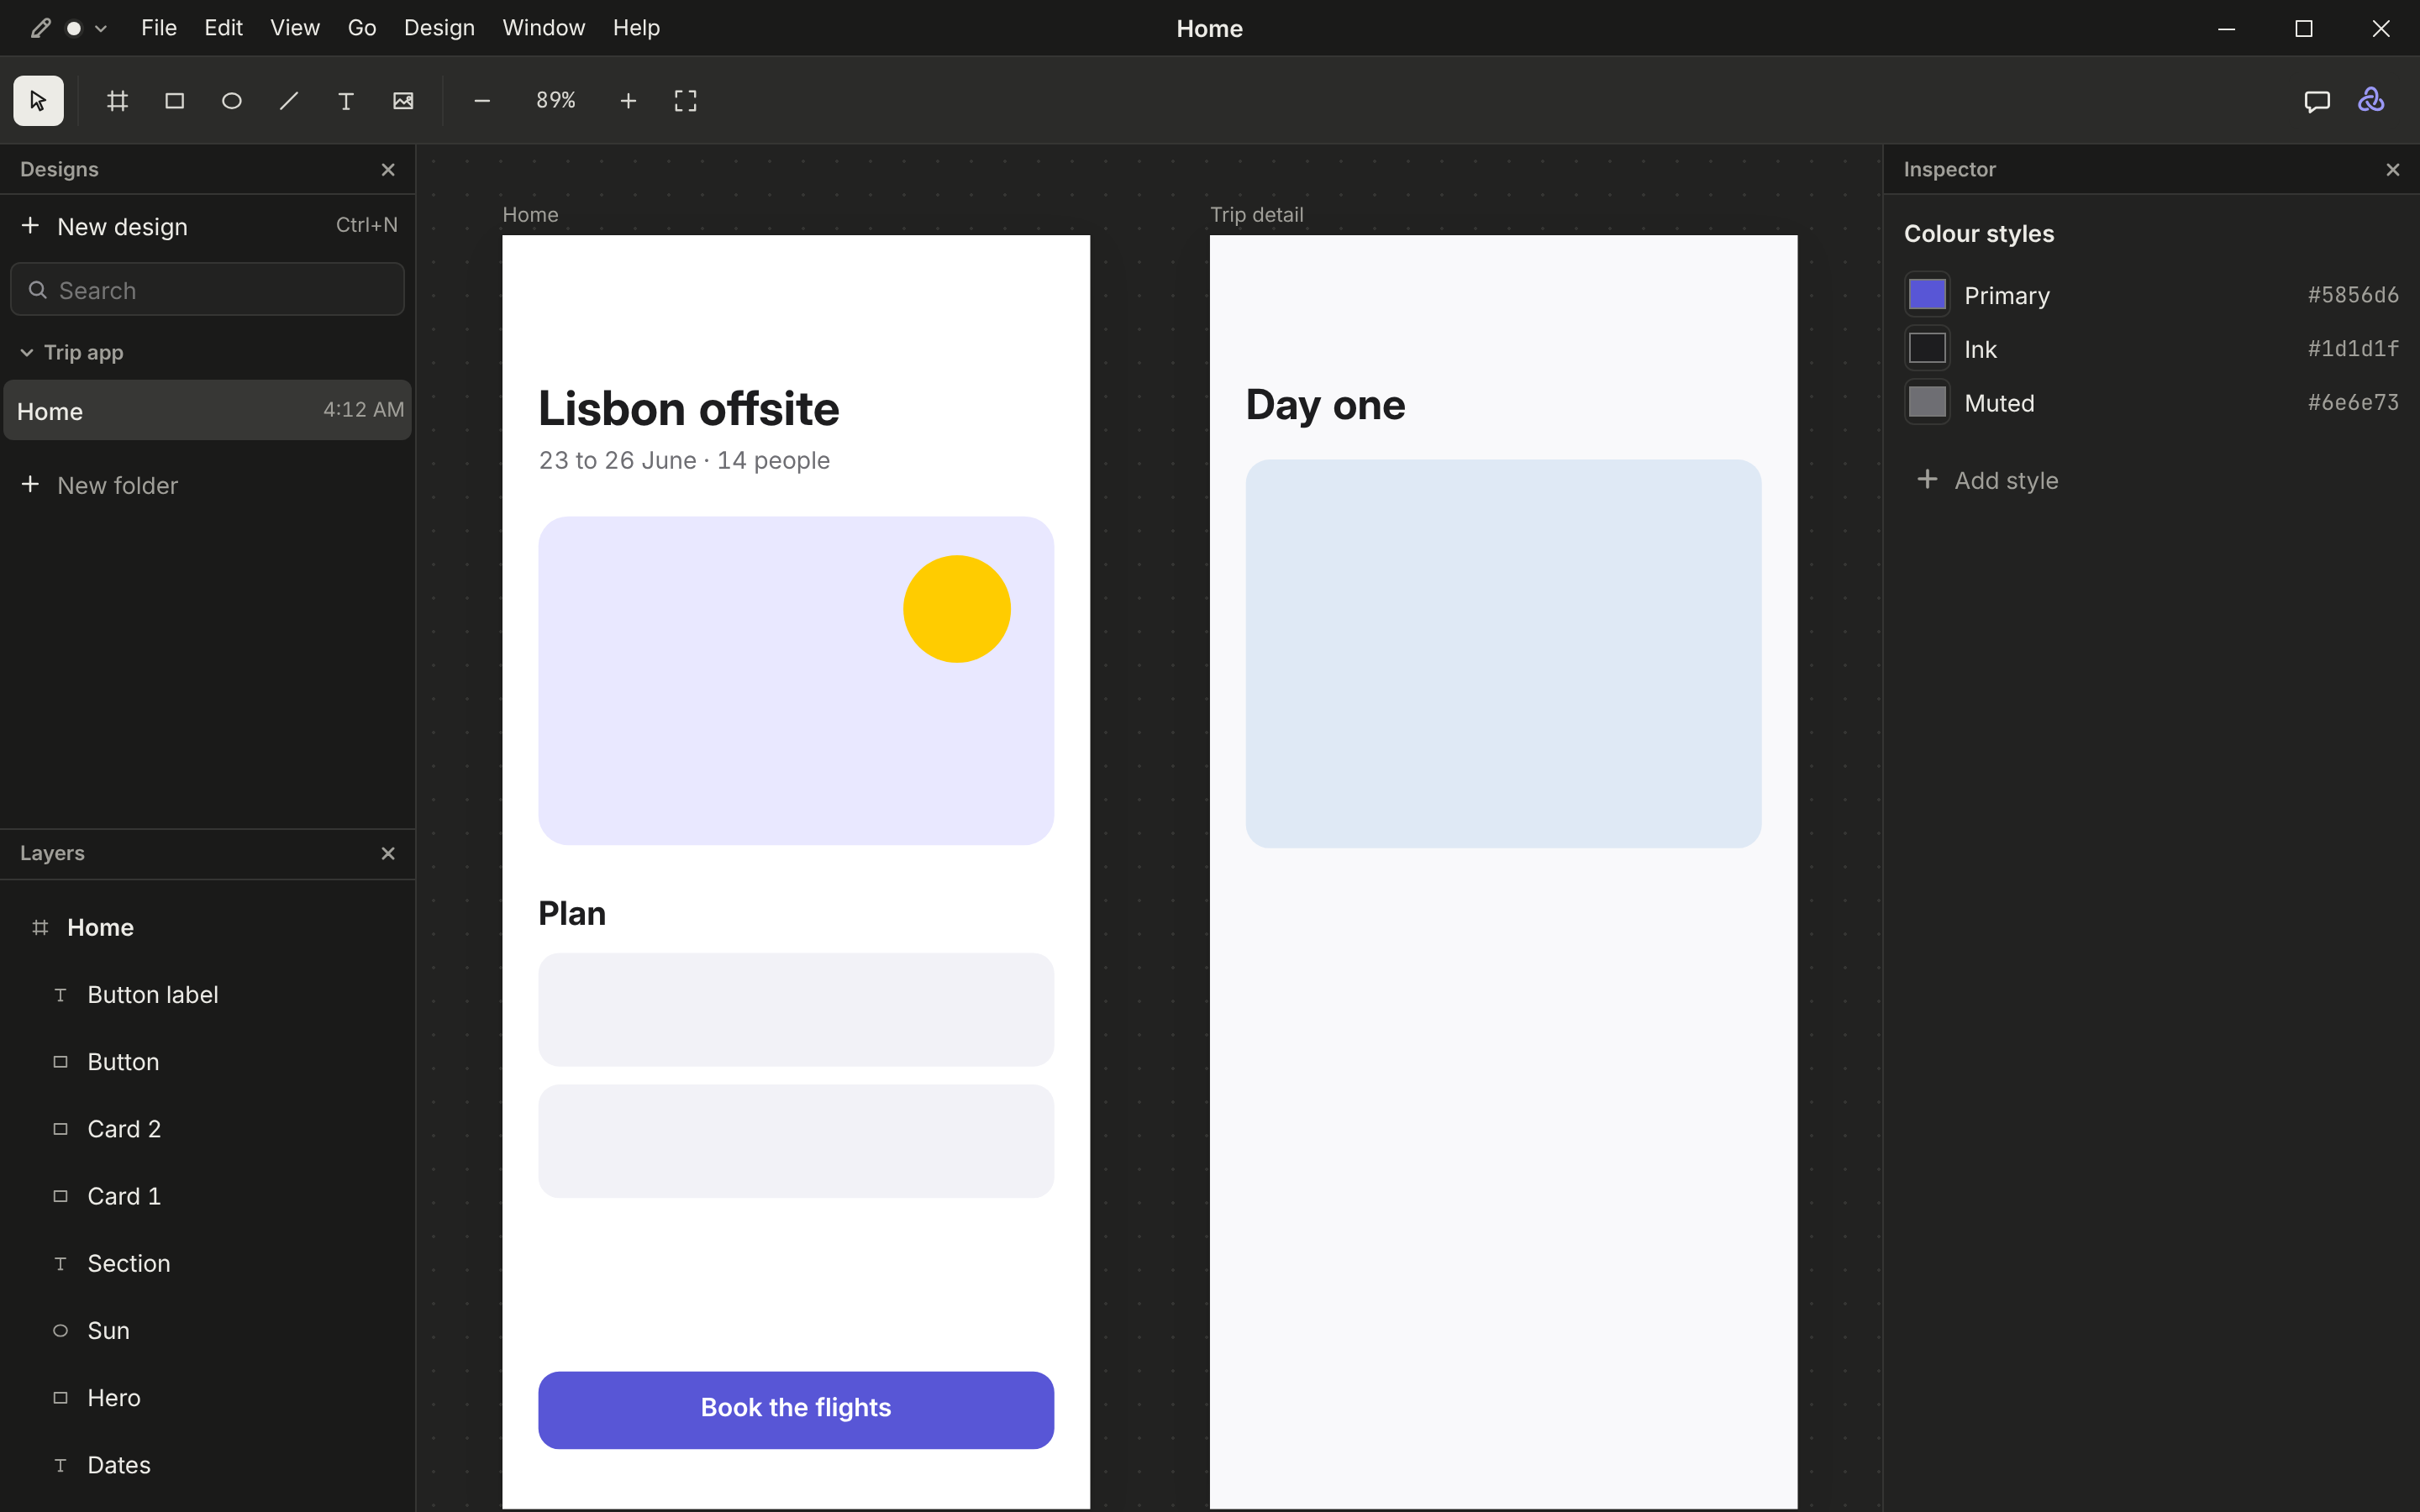 File Edit View Go Design Window Help
Home
89%
Designs
New design Ctrl+N
Search
Trip app
Home 4:12 AM
New folder
Layers
Home
Button label
Button
Card 2
Card 1
Section
Sun
Hero
Dates
Home
Lisbon offsite
23 to 26 June · 14 people
Plan
Book the flights
Trip detail
Day one
Inspector
Colour styles
Primary #5856d6
Ink #1d1d1f
Muted #6e6e73
Add style